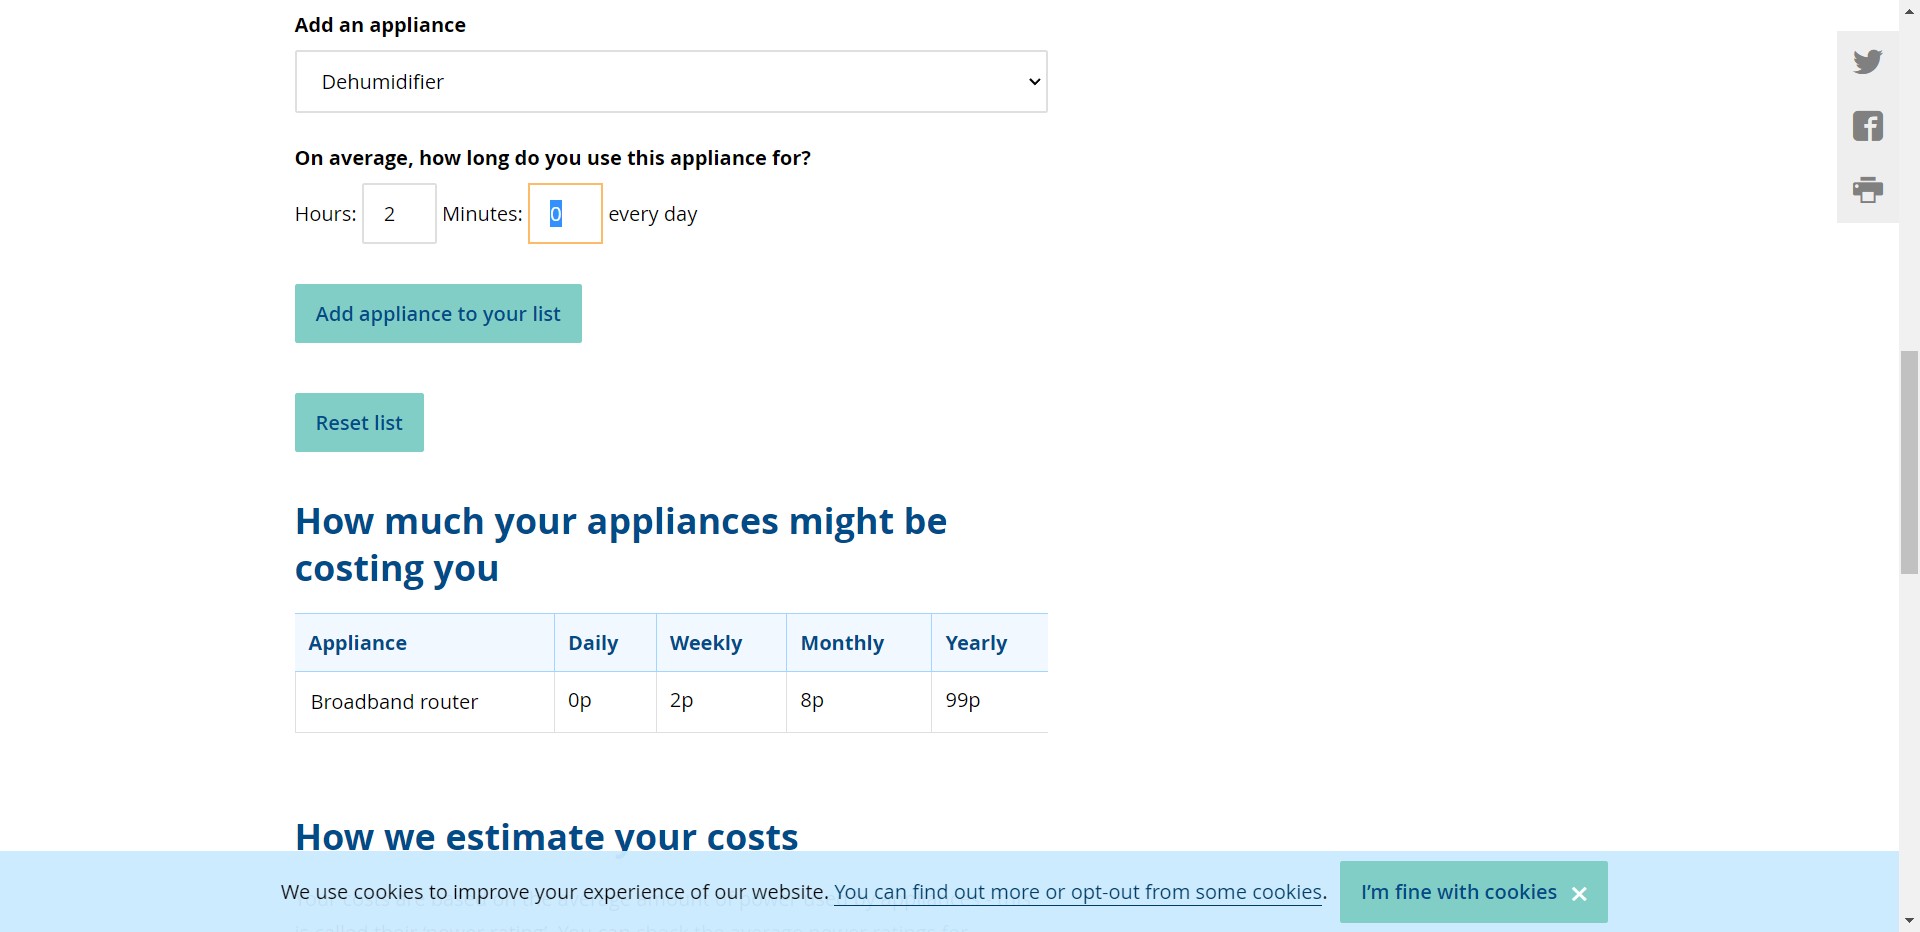 Add an appliance
Dehumidifier
On average, how long do you use this appliance for?
Hours: 2 Minutes: 0 every day
Add appliance to your list
Reset list
How much your appliances might be
costing you
Appliance Daily Weekly Monthly Yearly
Broadband router 0p 2p 8p 99p
How we estimate your costs
We use cookies to improve your experience of our website. You can find out more or opt-out from some cookies. I'm fine with cookies ×